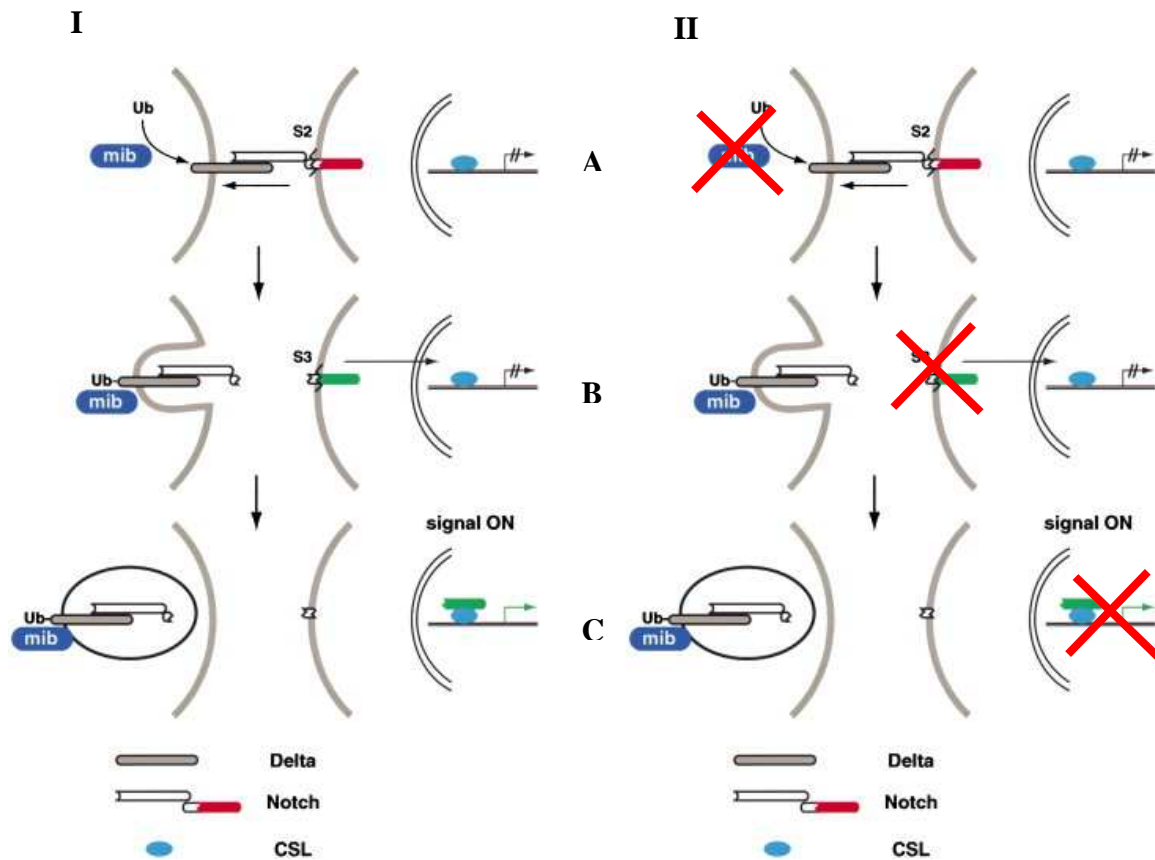 I
II
Ub
S2
mib
A
Ub
S2
mib
S3
Ub
mib
B
Ub
mib
signal ON
Ub
mib
C
signal ON
Ub
mib
Delta
Notch
CSL
Delta
Notch
CSL